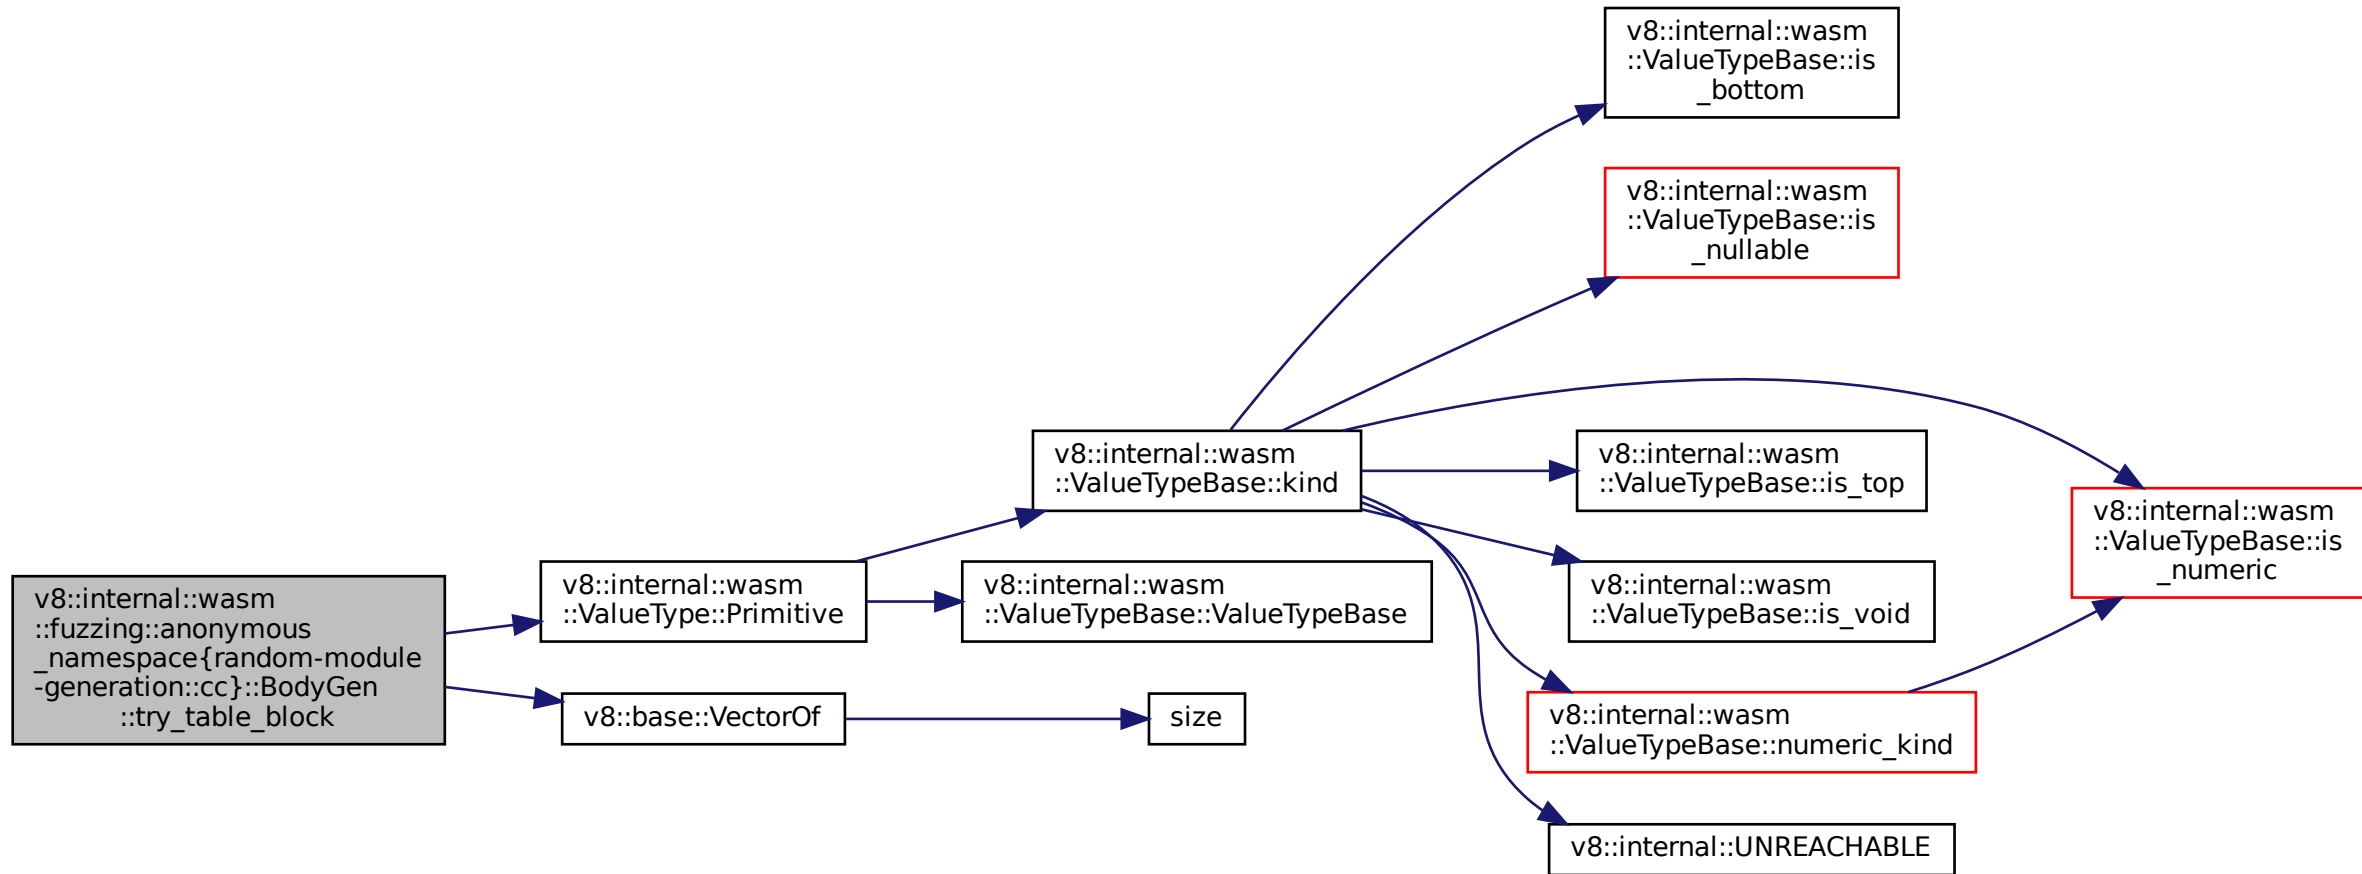 v8::internal::wasm
::ValueTypeBase::is
_bottom
v8::internal::wasm
::ValueTypeBase::is
_nullable
v8::internal::wasm
::ValueTypeBase::kind
v8::internal::wasm
::ValueTypeBase::is_top
v8::internal::wasm
::ValueTypeBase::is
_numeric
v8::internal::wasm
::fuzzing::anonymous
_namespace{random-module
-generation::cc}::BodyGen
::try_table_block
v8::internal::wasm
::ValueType::Primitive
v8::internal::wasm
::ValueTypeBase::ValueTypeBase
v8::internal::wasm
::ValueTypeBase::is_void
v8::base::VectorOf
size
v8::internal::wasm
::ValueTypeBase::numeric_kind
v8::internal::UNREACHABLE